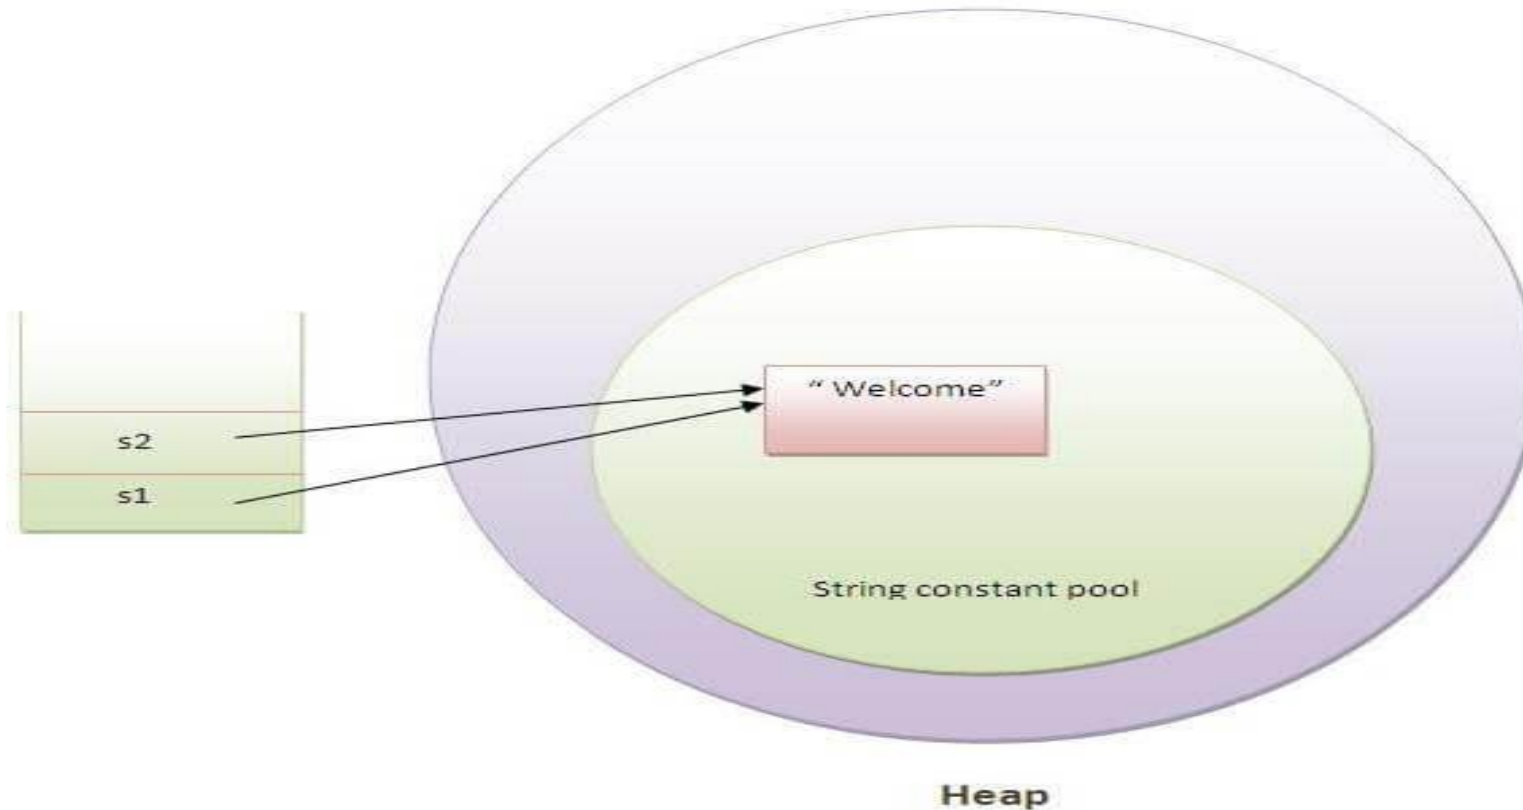 “ Welcome”
s2
s1
String constant pool
Heap